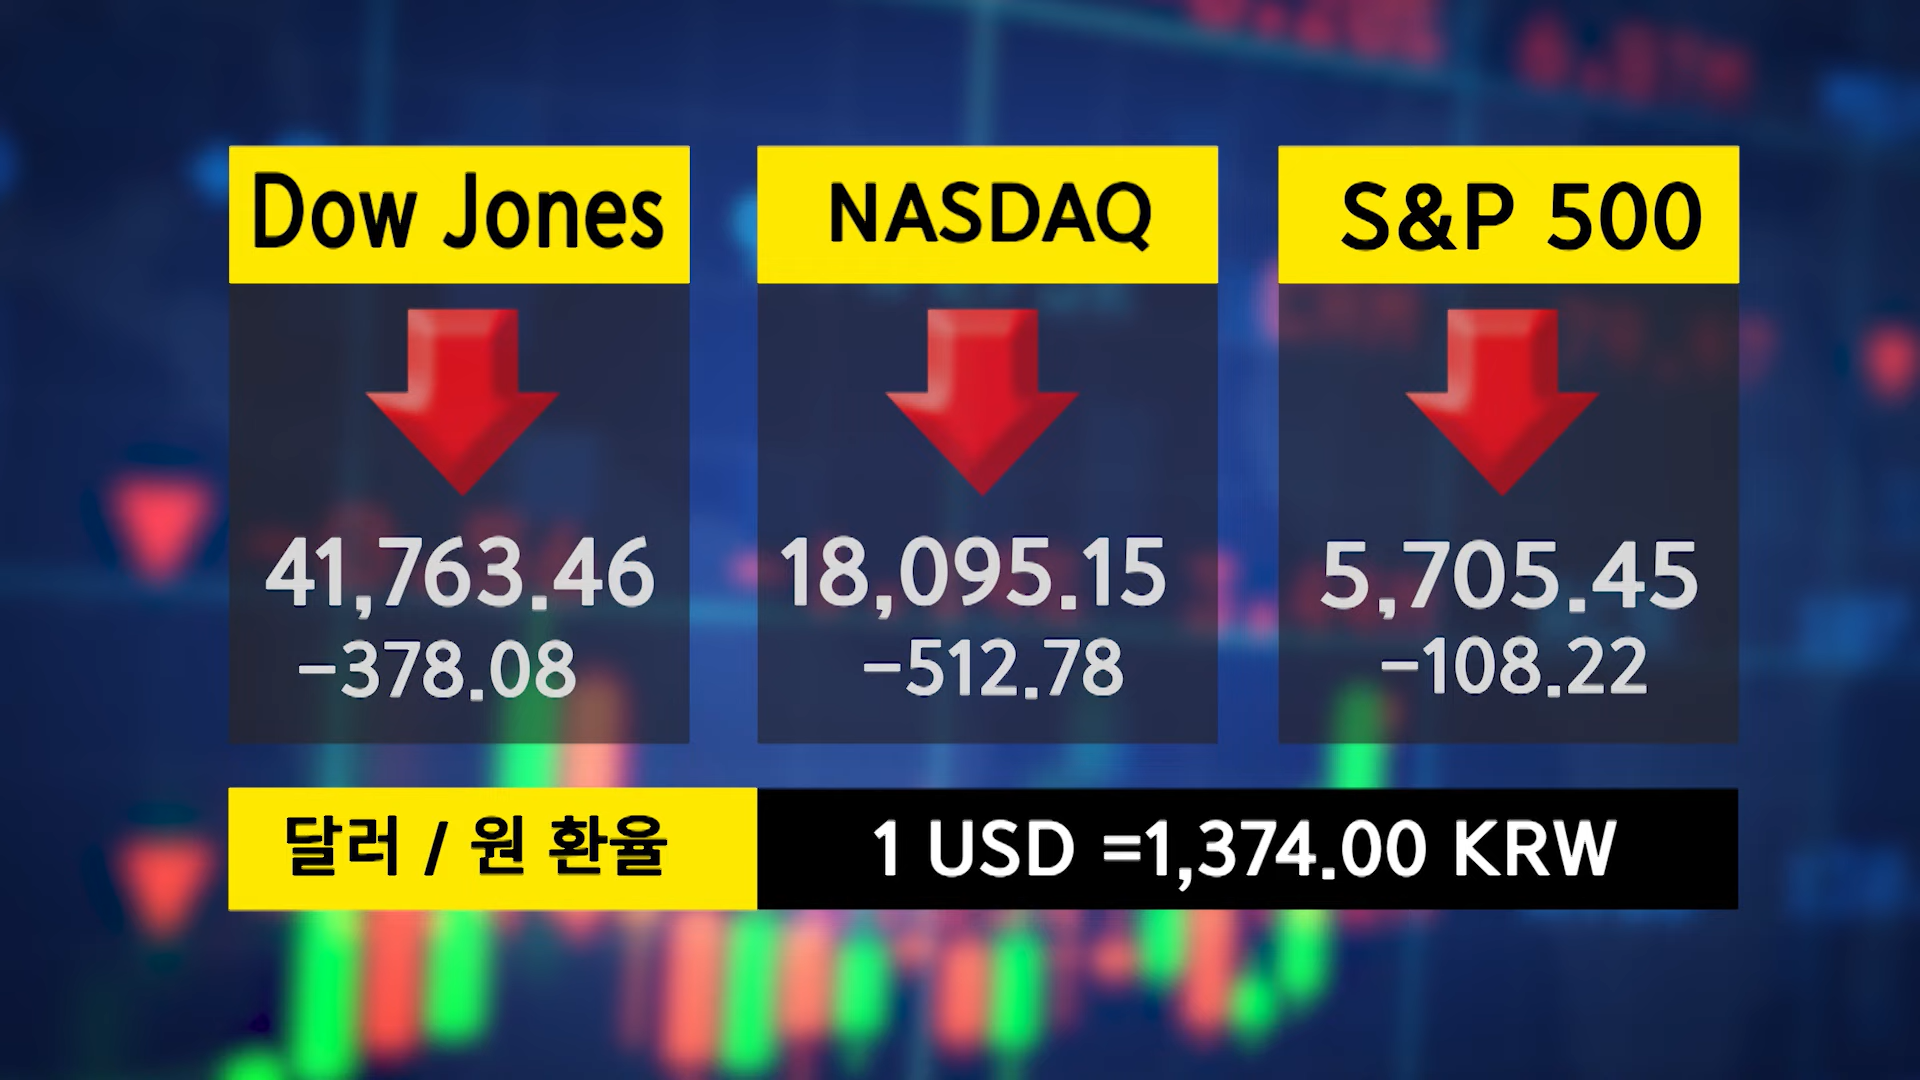 Dow Jones
NASDAQ
S&P 500
41,763.46
-378.08
18,095.15
-512.78
5,705.45
-108.22
달러 / 원 환율
1 USD =1,374.00 KRW